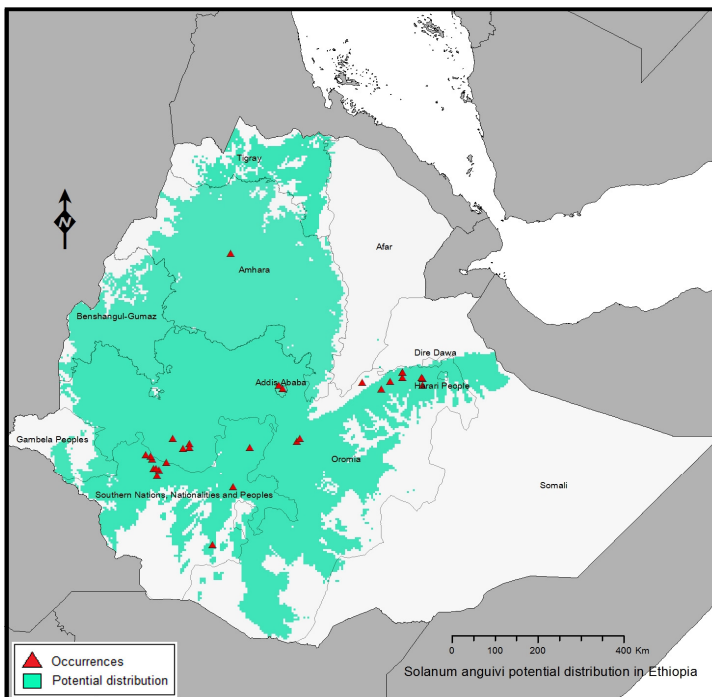 Tigray
N
Afar
Amhara
Benshangul-Gumaz
Dire Dawa
Addis Ababa
Harari People
Gambela Peoples
Oromia
Somali
Southern Nations, Nationalities and Peoples
0 100 200 400 Km
Occurrences
Potential distribution
Solanum anguivi potential distribution in Ethiopia